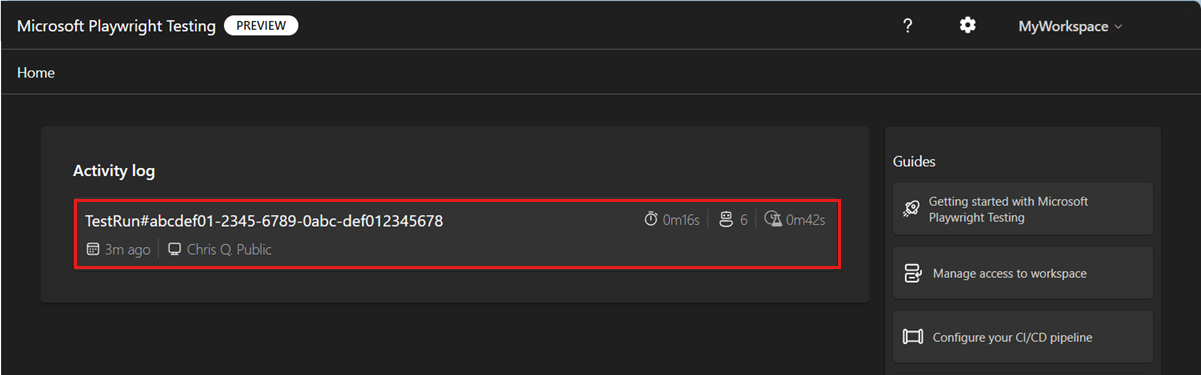 Microsoft Playwright Testing PREVIEW ? MyWorkspace
Home
Activity log
TestRun#abcdef01-2345-6789-0abc-def012345678 0m16s 6 0m42s
3m ago Chris Q. Public
Guides
Getting started with Microsoft
Playwright Testing
Manage access to workspace
Configure your CI/CD pipeline